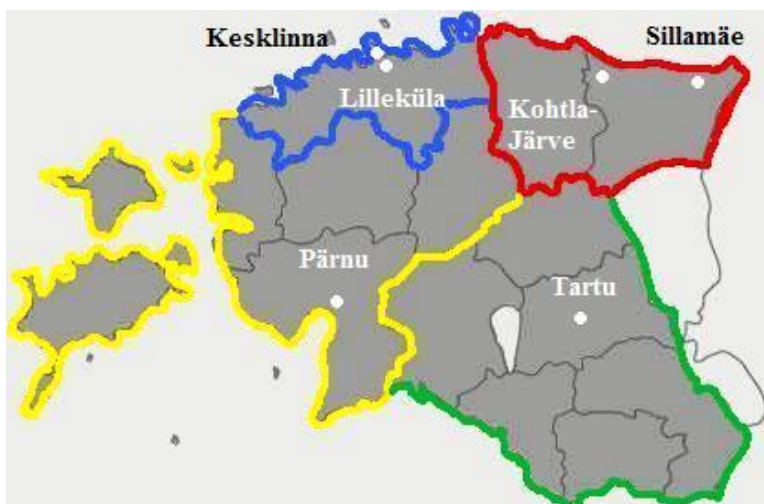 Kesklinna
Sillamäe
Lilleküla
Kohtla-
Järve
Pärnu
Tartu